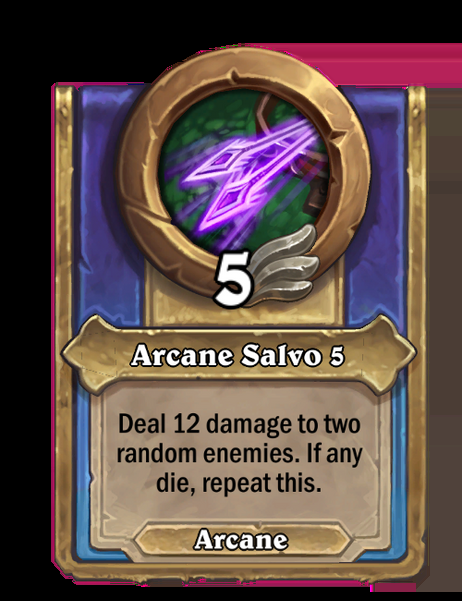 5
Arcane Salvo 5
Deal 12 damage to two
random enemies. If any
die, repeat this.
Arcane